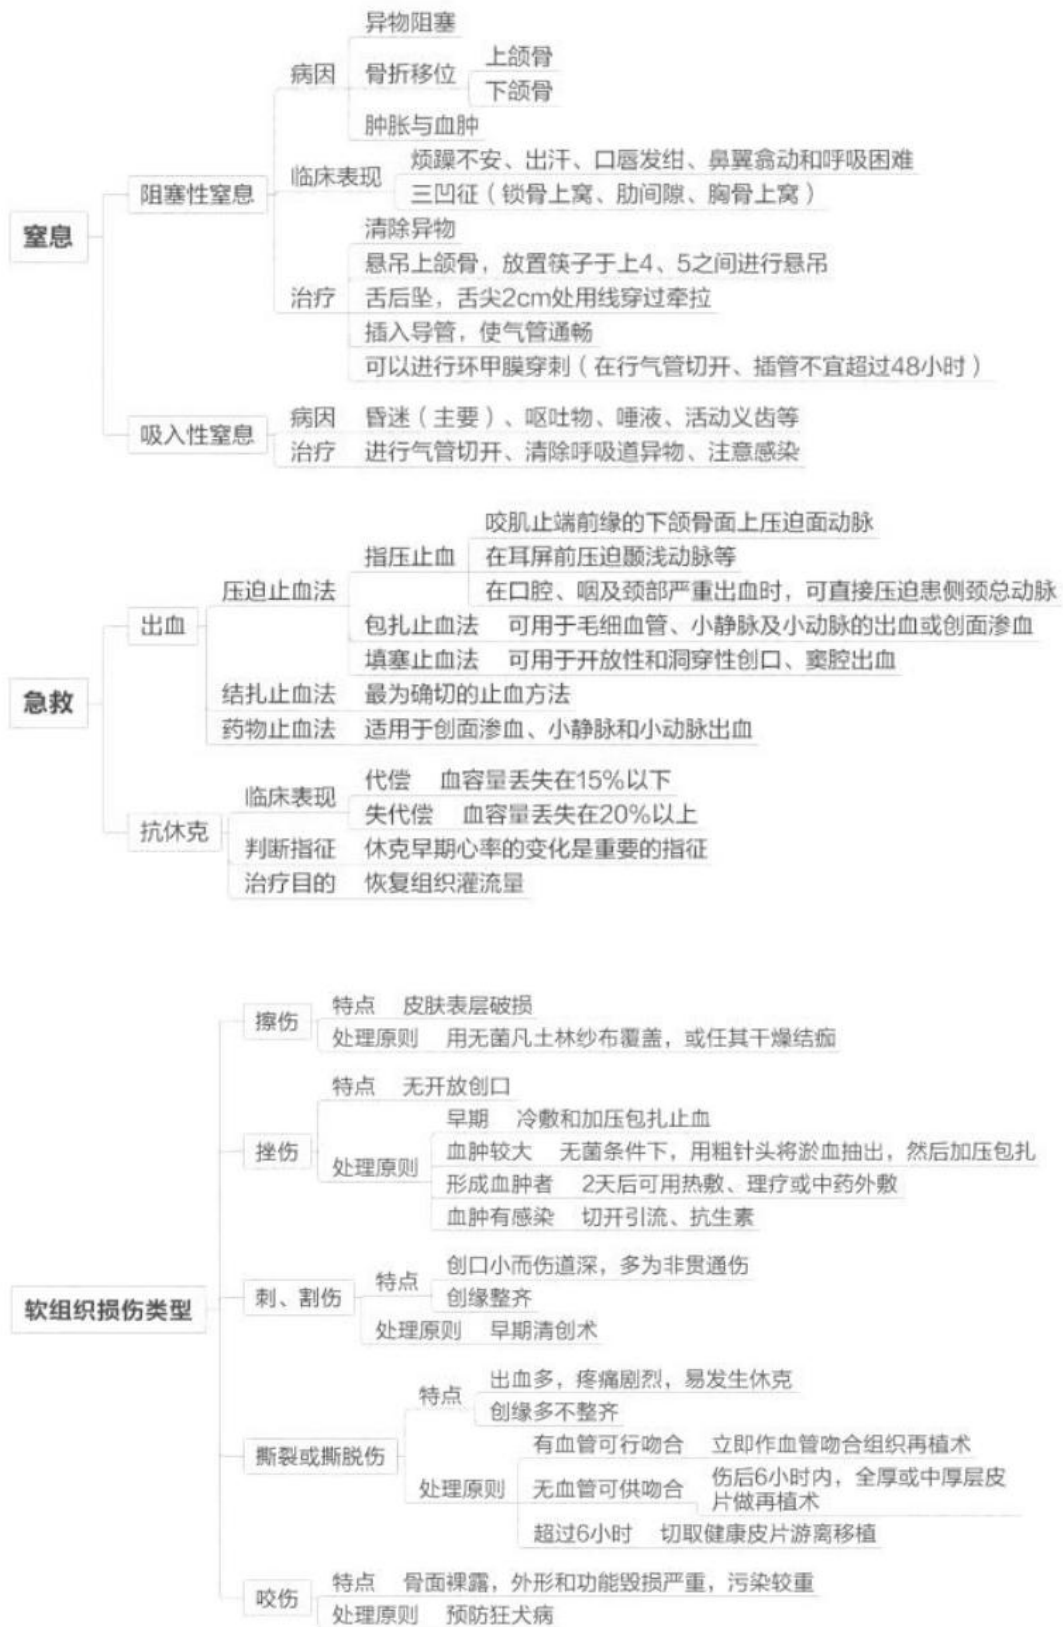 窒息
阻塞性窒息
病因
异物阻塞
骨折移位
上颌骨
下颌骨
肿胀与血肿
临床表现
烦躁不安、出汗、口唇发绀、鼻翼翕动和呼吸困难
三凹征（锁骨上窝、肋间隙、胸骨上窝）
治疗
清除异物
悬吊上颌骨，放置筷子于上4、5之间进行悬吊
舌后坠，舌尖2cm处用线穿过牵拉
插入导管，使气管通畅
可以进行环甲膜穿刺（在行气管切开、插管不宜超过48小时）
吸入性窒息
病因 昏迷（主要）、呕吐物、唾液、活动义齿等
治疗 进行气管切开、清除呼吸道异物、注意感染
急救
出血
压迫止血法
指压止血
咬肌止端前缘的下颌骨面上压迫面动脉
在耳屏前压迫颞浅动脉等
在口腔、咽及颈部严重出血时，可直接压迫患侧颈总动脉
包扎止血法 可用于毛细血管、小静脉及小动脉的出血或创面渗血
填塞止血法 可用于开放性和洞穿性创口、窦腔出血
结扎止血法 最为确切的止血方法
药物止血法 适用于创面渗血、小静脉和小动脉出血
抗休克
临床表现
代偿 血容量丢失在15%以下
失代偿 血容量丢失在20%以上
判断指征 休克早期心率的变化是重要的指征
治疗目的 恢复组织灌流量
软组织损伤类型
擦伤
特点 皮肤表层破损
处理原则 用无菌凡士林纱布覆盖，或任其干燥结痂
挫伤
特点 无开放创口
处理原则
早期 冷敷和加压包扎止血
血肿较大 无菌条件下，用粗针头将淤血抽出，然后加压包扎
形成血肿者 2天后可用热敷、理疗或中药外敷
血肿有感染 切开引流、抗生素
刺、割伤
特点
创口小而伤道深，多为非贯通伤
创缘整齐
处理原则 早期清创术
撕裂或撕脱伤
特点
出血多，疼痛剧烈，易发生休克
创缘多不整齐
处理原则
有血管可行吻合 立即作血管吻合组织再植术
无血管可供吻合
伤后6小时内，全厚或中厚层皮
片做再植术
超过6小时 切取健康皮片游离移植
咬伤
特点 骨面裸露，外形和功能毁损严重，污染较重
处理原则 预防狂犬病